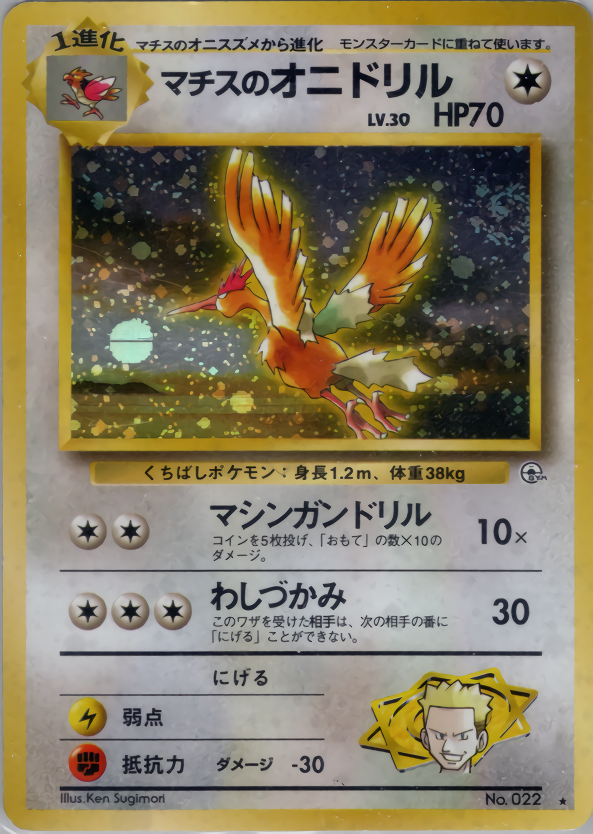 1進化
マチスのオニスズメから進化 モンスターカードに重ねて使います。
マチスのオニドリル
LV.30 HP70
くちばしポケモン：身長1.2m、体重38kg
GYM
マシンガンドリル 10×
コインを5枚投げ、「おもて」の数×10の
ダメージ。
わしづかみ 30
このワザを受けた相手は、次の相手の番に
「にげる」ことができない。
にげる
弱点
抵抗力 ダメージ -30
Illus.Ken Sugimori No.022 ★